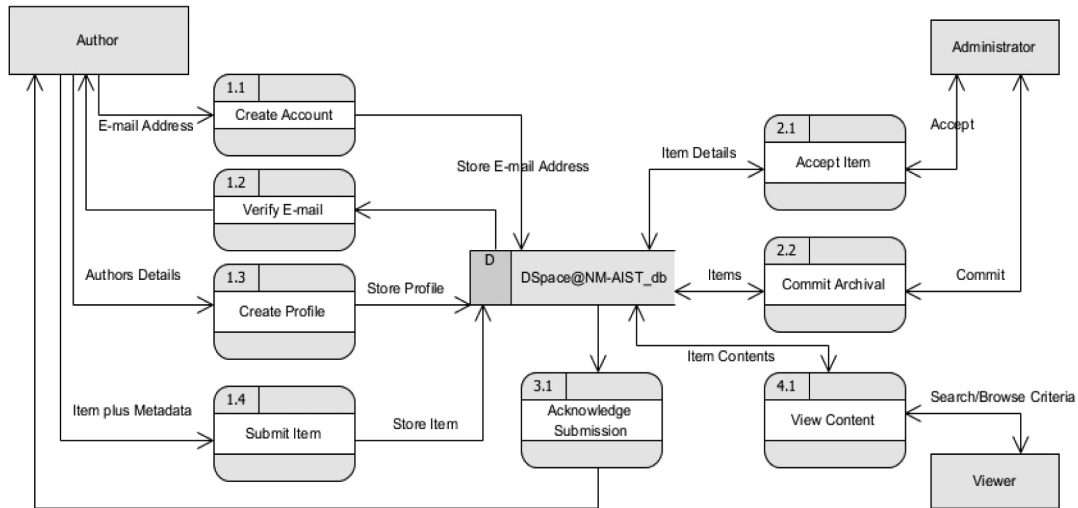 Author
Administrator
1.1
Create Account
E-mail Address
Store E-mail Address
2.1
Accept Item
Item Details
Accept
1.2
Verify E-mail
D
DSpace@NM-AIST_db
Authors Details
1.3
Create Profile
Store Profile
Items
2.2
Commit Archival
Commit
Item Contents
Item plus Metadata
1.4
Submit Item
Store Item
3.1
Acknowledge
Submission
4.1
View Content
Search/Browse Criteria
Viewer